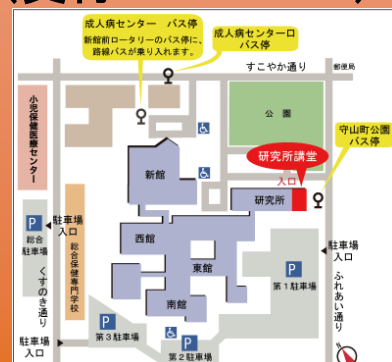 成人病センター　バス停
新館前ロータリーのバス停に、
路線バスが乗り入れます。
成人病センター口
バス停
すこやか通り
郵便局
小児保健医療センター
公 園
守山町公園
バス停
研究所講堂
入口
新館
研究所
P
駐車場
入口
総合
駐車場
くすのき通り
総合保健専門学校
西館
東館
南館
P
第1駐車場
駐車場
入口
ふれあい通り
P
第3駐車場
P
第2駐車場
駐車場
入口